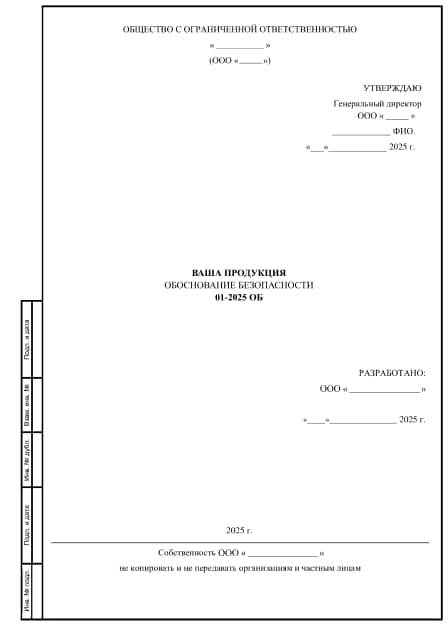 ОБЩЕСТВО С ОГРАНИЧЕННОЙ ОТВЕТСТВЕННОСТЬЮ
« ___________ »
(ООО «_____»)
УТВЕРЖДАЮ
Генеральный директор
ООО « _____ »
_____________ ФИО.
«___»_____________ 2025 г.
ВАША ПРОДУКЦИЯ
ОБОСНОВАНИЕ БЕЗОПАСНОСТИ
01-2025 ОБ
РАЗРАБОТАНО:
ООО « ________________ »
«____»_______________ 2025 г.
2025 г.
Собственность ООО « ________________ »
не копировать и не передавать организациям и частным лицам
Подп. и дата
Взам. инв. №
Инв. № дубл.
Подп. и дата
Инв. № подл.